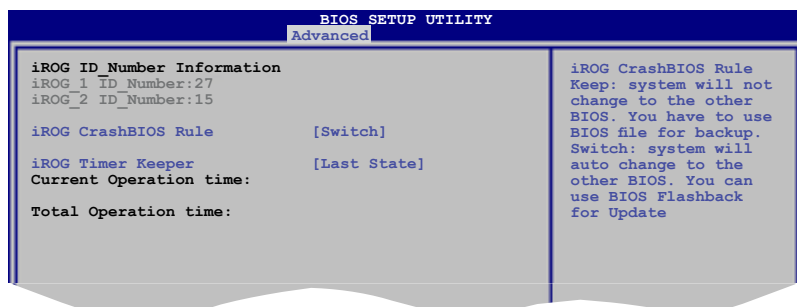 BIOS SETUP UTILITY
Advanced
iROG ID_Number Information
iROG_1 ID_Number:27
iROG_2 ID_Number:15
iROG CrashBIOS Rule [Switch]
iROG Timer Keeper [Last State]
Current Operation time:
Total Operation time:
iROG CrashBIOS Rule
Keep: system will not
change to the other
BIOS. You have to use
BIOS file for backup.
Switch: system will
auto change to the
other BIOS. You can
use BIOS Flashback
for Update